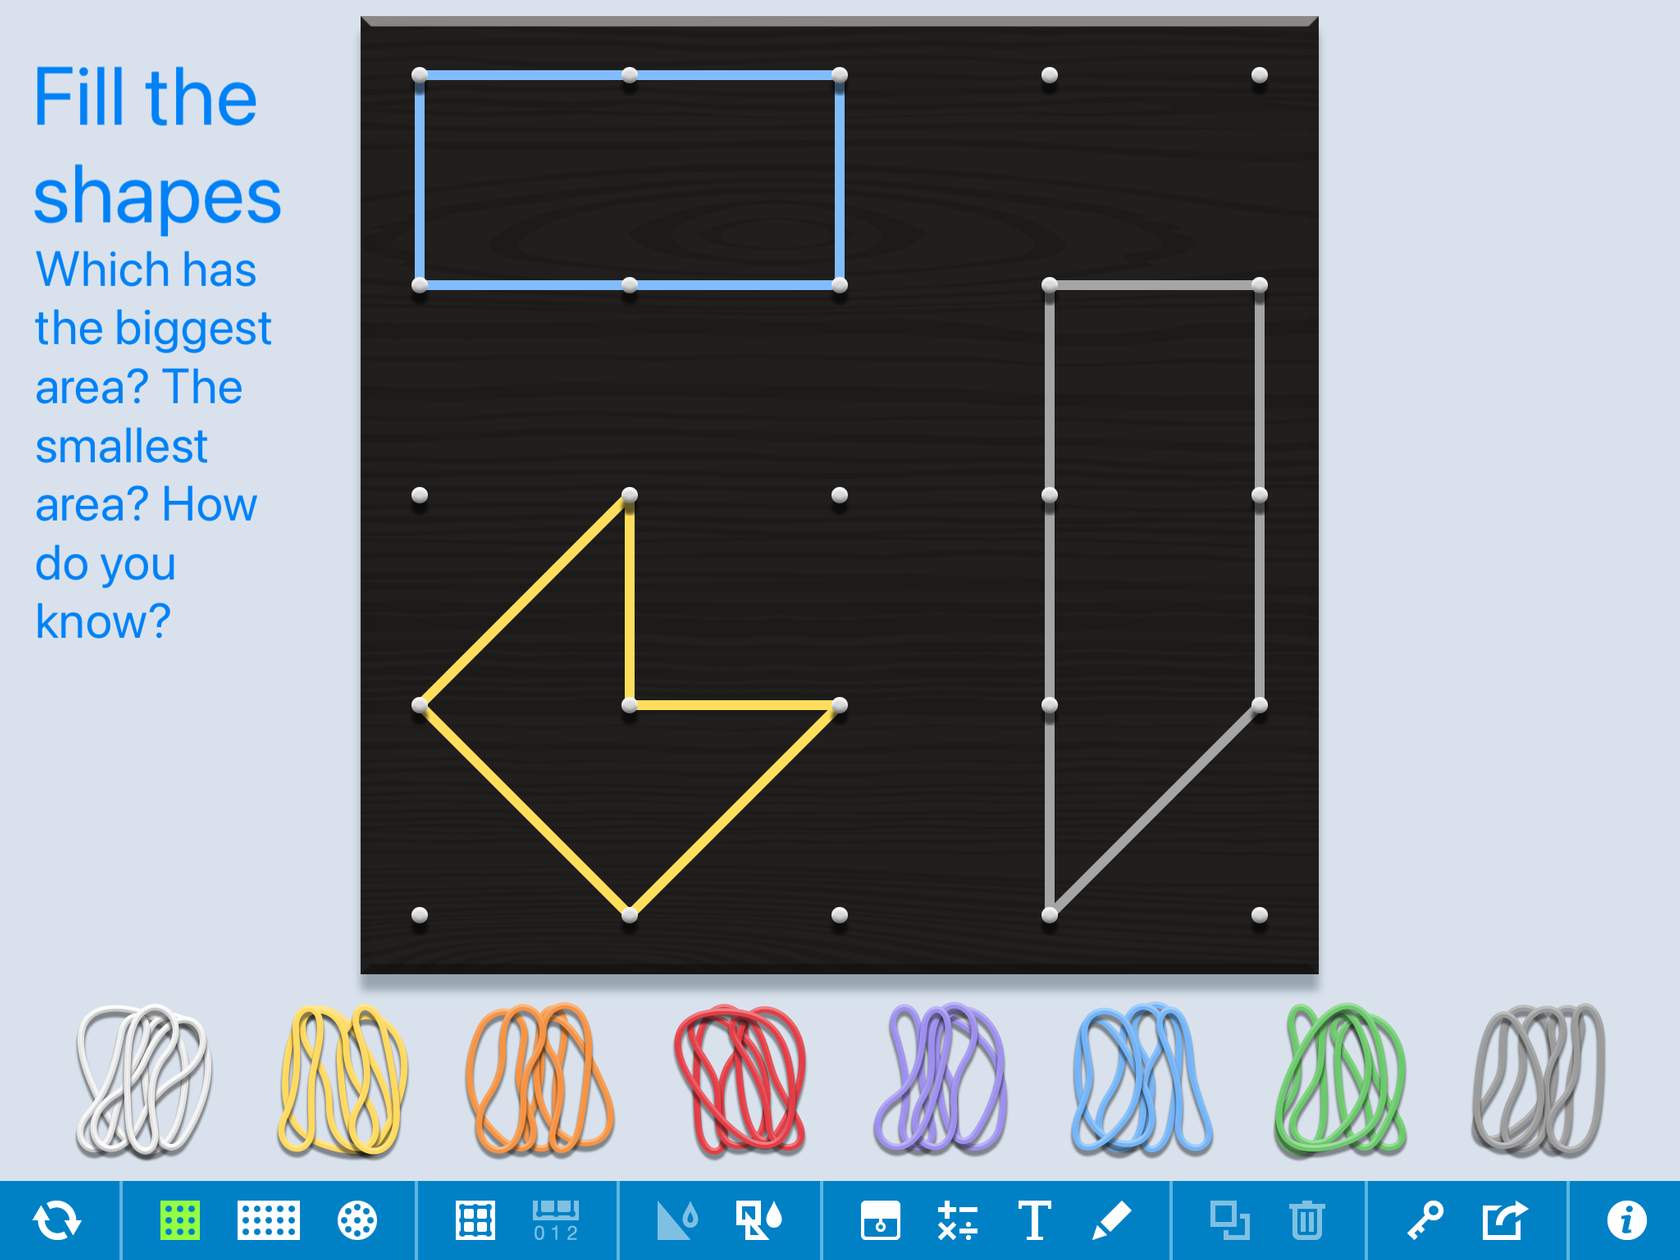 Fill the
shapes
Which has
the biggest
area? The
smallest
area? How
do you
know?
0 1 2
T
i